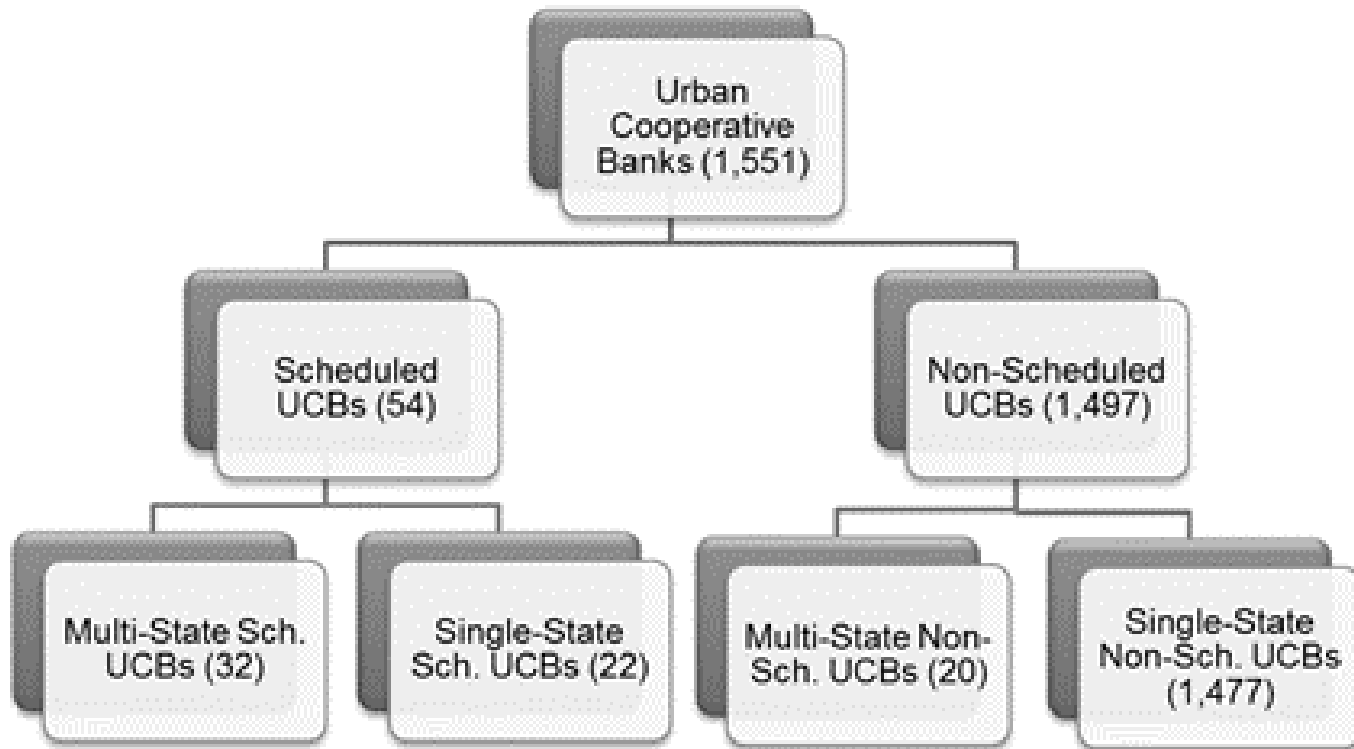 Urban
Cooperative
Banks (1,551)
Scheduled
UCBs (54)
Non-Scheduled
UCBs (1,497)
Multi-State Sch.
UCBs (32)
Single-State
Sch. UCBs (22)
Multi-State Non-
Sch. UCBs (20)
Single-State
Non-Sch. UCBs
(1,477)